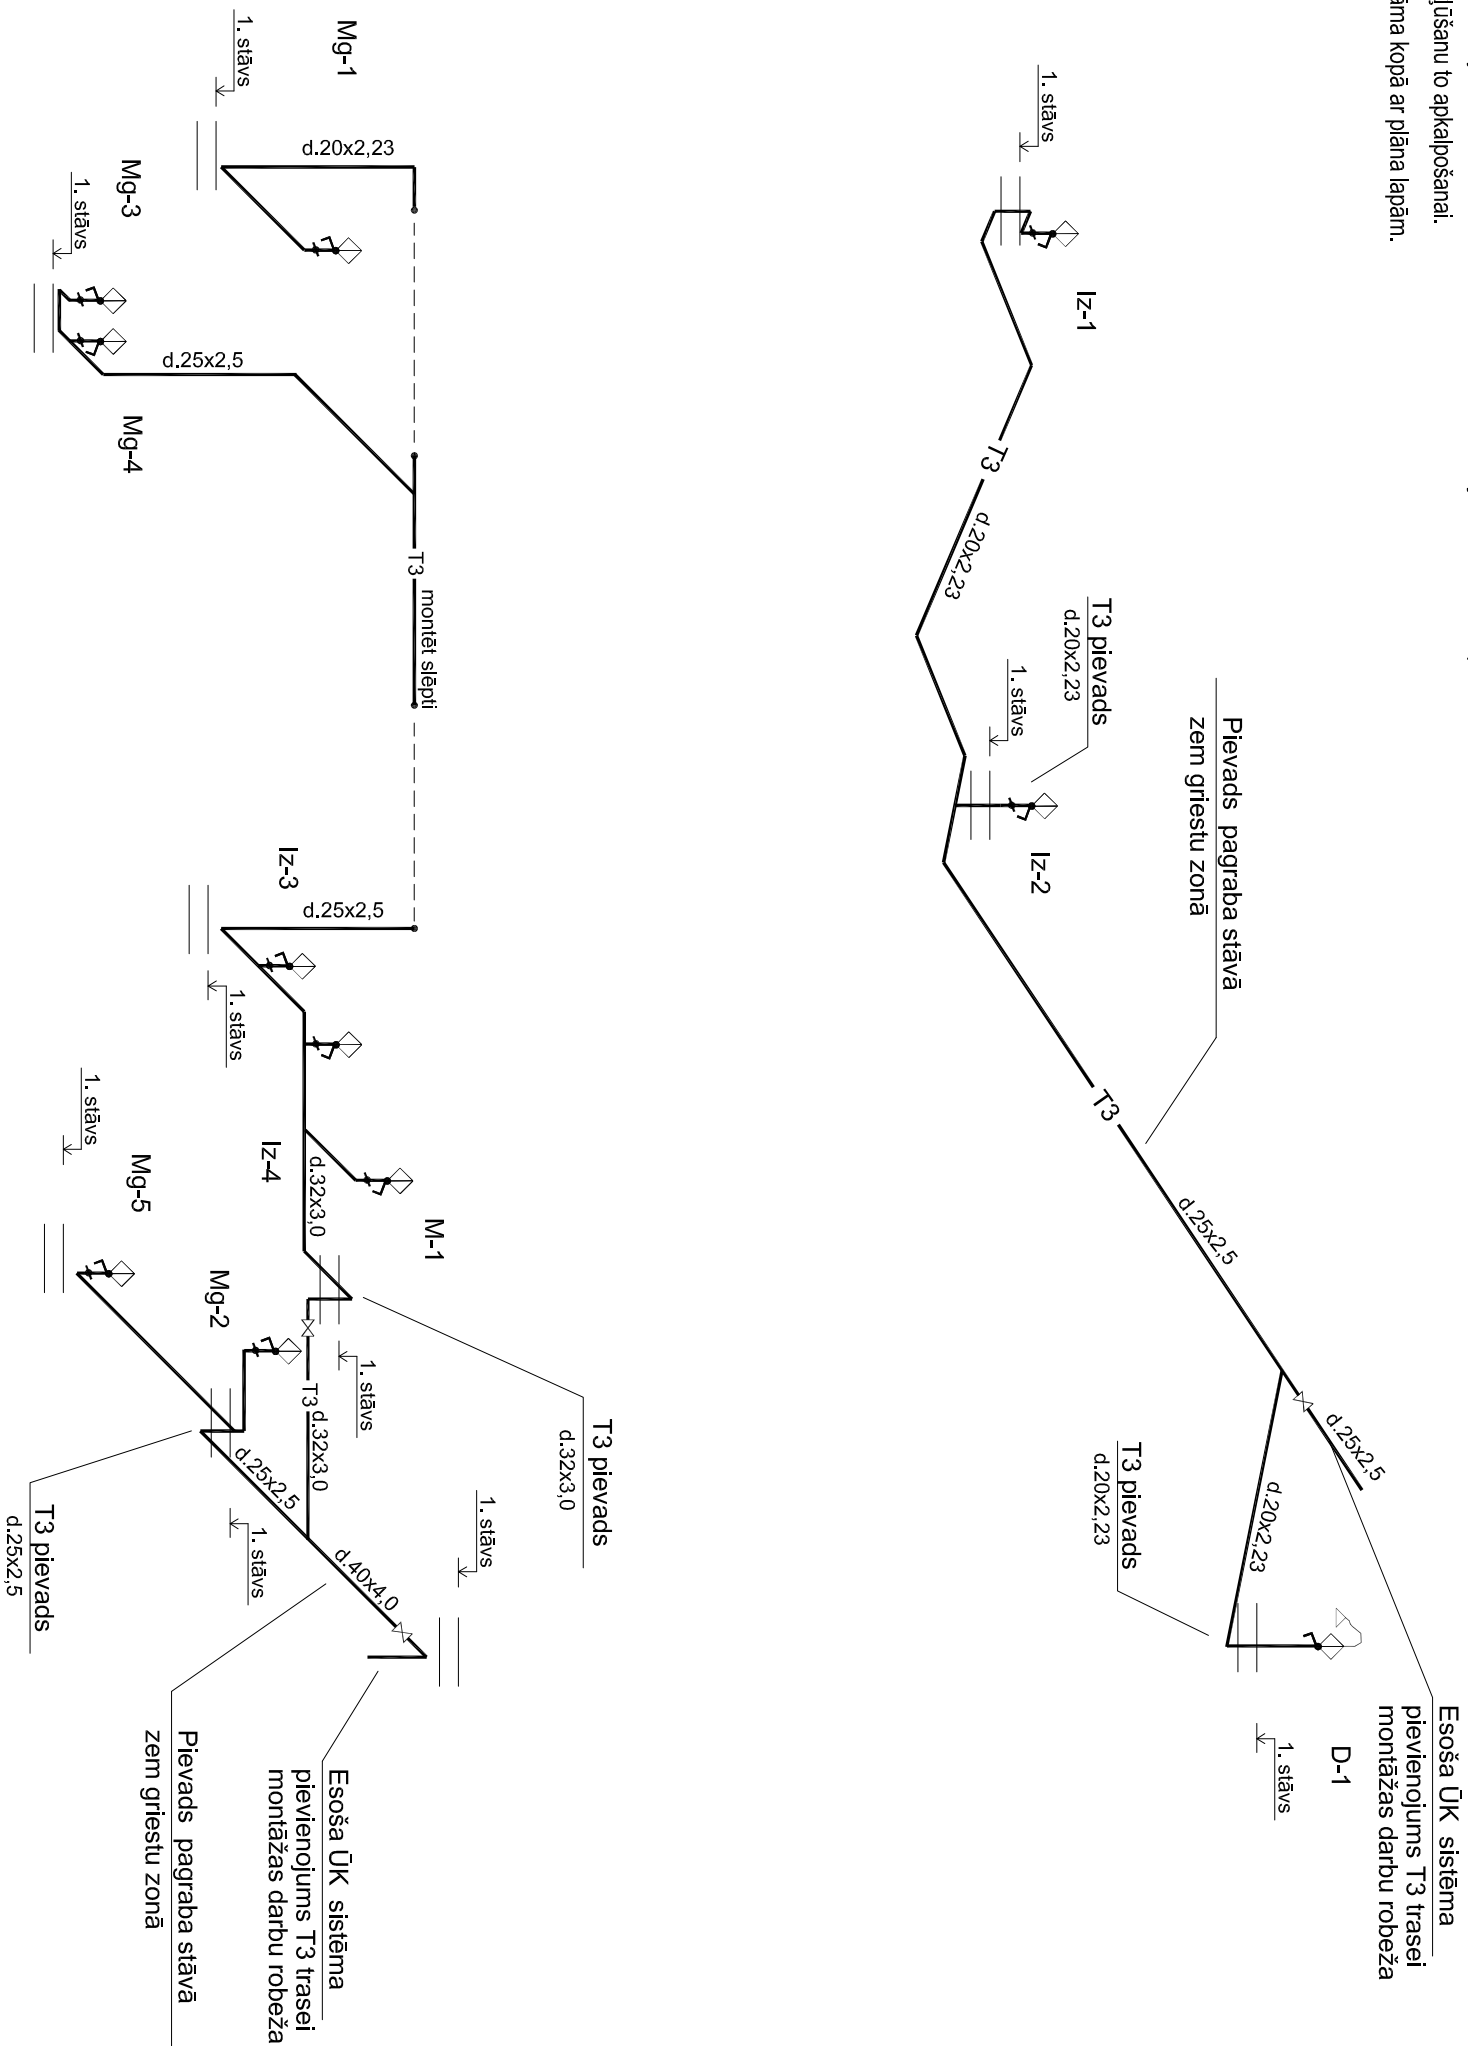 ļūšanu to apkalpošanai.
āma kopā ar plāna lapām.
1. stāvs
Iz-1
T3
d.20x2,23
T3 pievads
d.20x2,23
1. stāvs
Iz-2
Pievads pagraba stāvā
zem griestu zonā
T3
d.25x2,5
d.25x2,5
d.20x2,23
T3 pievads
d.20x2,23
Esoša ŪK sistēma
pievienojums T3 trasei
montāžas darbu robeža
D-1
1. stāvs
Mg-1
1. stāvs
d.20x2,23
Mg-3
1. stāvs
d.25x2,5
Mg-4
T3
montēt slēpti
Iz-3
d.25x2,5
1. stāvs
Iz-4
d.32x3,0
M-1
1. stāvs
Mg-5
Mg-2
1. stāvs
T3
d.32x3,0
T3 pievads
d.32x3,0
d.25x2,5
1. stāvs
T3 pievads
d.25x2,5
d.40x4,0
1. stāvs
Esoša ŪK sistēma
pievienojums T3 trasei
montāžas darbu robeža
Pievads pagraba stāvā
zem griestu zonā